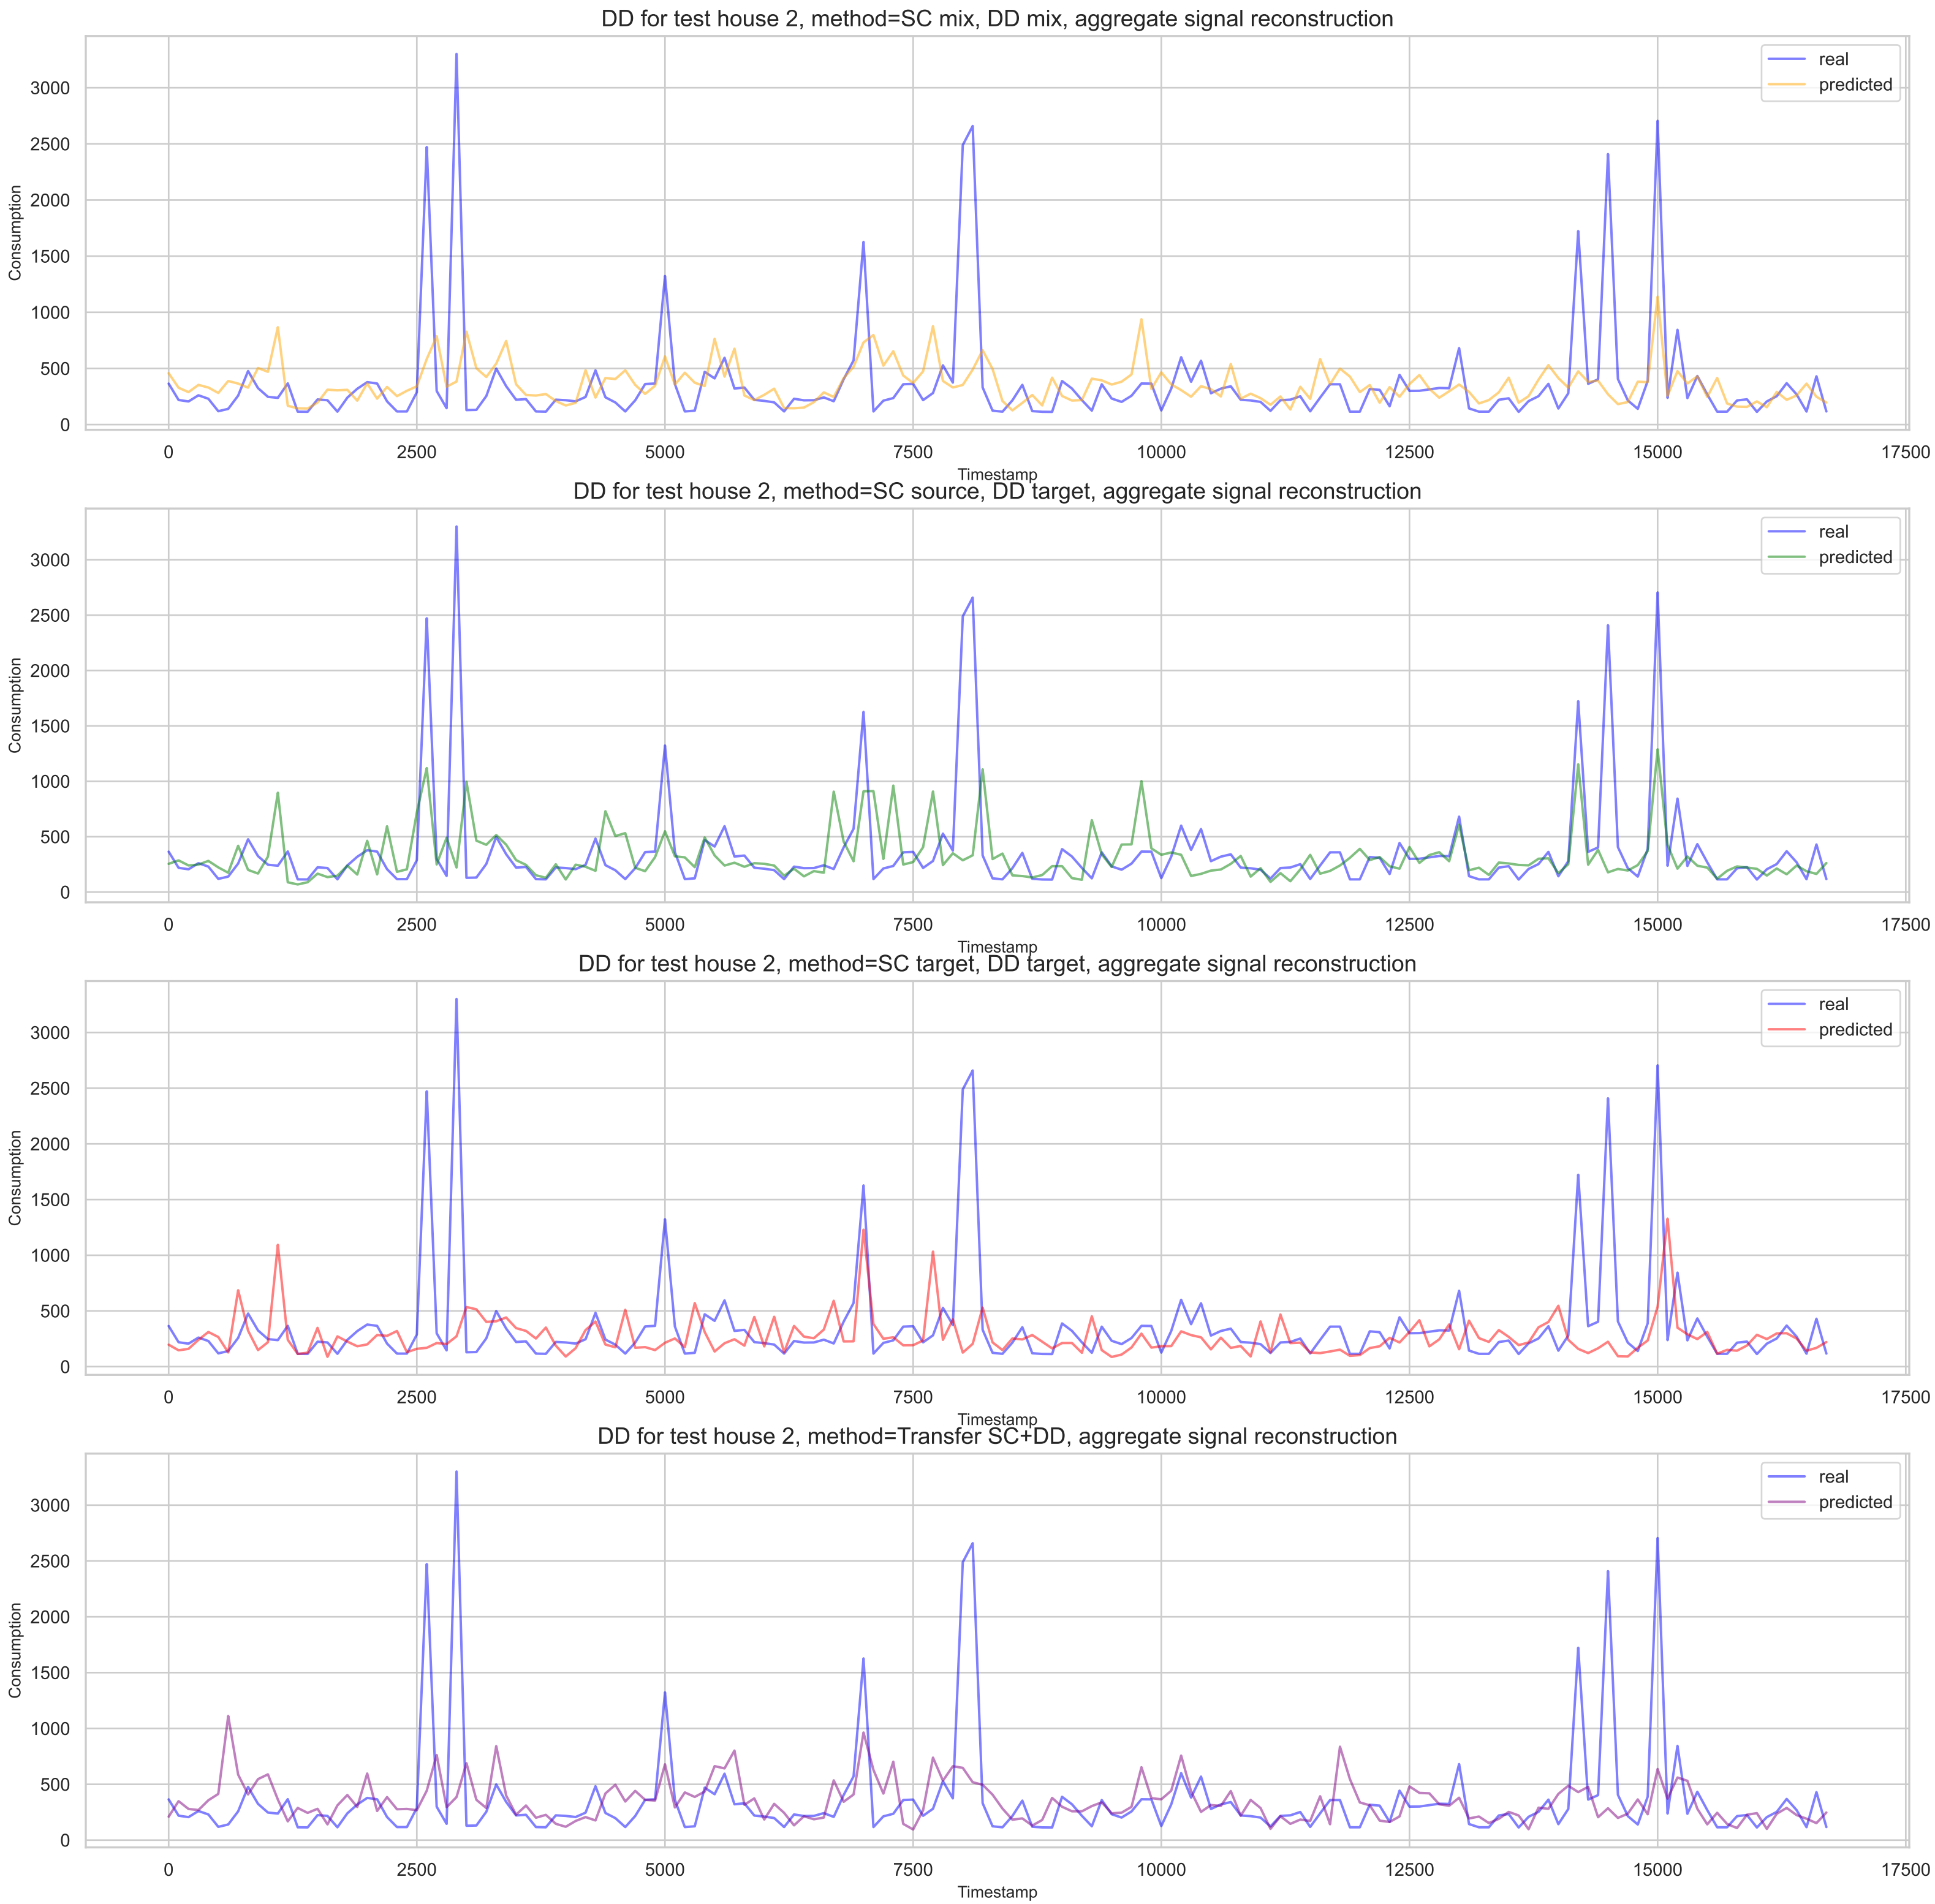 DD for test house 2, method=SC mix, DD mix, aggregate signal reconstruction
real
predicted
Consumption
3000
2500
2000
1500
1000
500
0
0 2500 5000 7500 10000 12500 15000 17500
Timestamp
DD for test house 2, method=SC source, DD target, aggregate signal reconstruction
real
predicted
Consumption
3000
2500
2000
1500
1000
500
0
0 2500 5000 7500 10000 12500 15000 17500
Timestamp
DD for test house 2, method=SC target, DD target, aggregate signal reconstruction
real
predicted
Consumption
3000
2500
2000
1500
1000
500
0
0 2500 5000 7500 10000 12500 15000 17500
Timestamp
DD for test house 2, method=Transfer SC+DD, aggregate signal reconstruction
real
predicted
Consumption
3000
2500
2000
1500
1000
500
0
0 2500 5000 7500 10000 12500 15000 17500
Timestamp